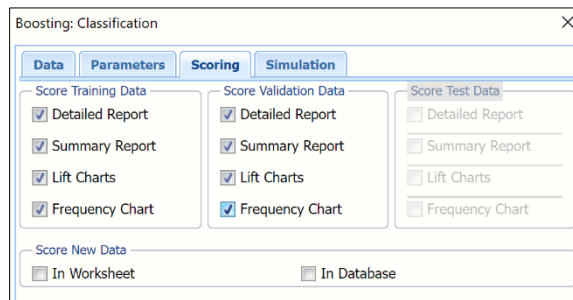 Boosting: Classification
Data Parameters Scoring Simulation
Score Training Data Score Validation Data Score Test Data
Detailed Report Detailed Report Detailed Report
Summary Report Summary Report Summary Report
Lift Charts Lift Charts Lift Charts
Frequency Chart Frequency Chart Frequency Chart
Score New Data
In Worksheet In Database